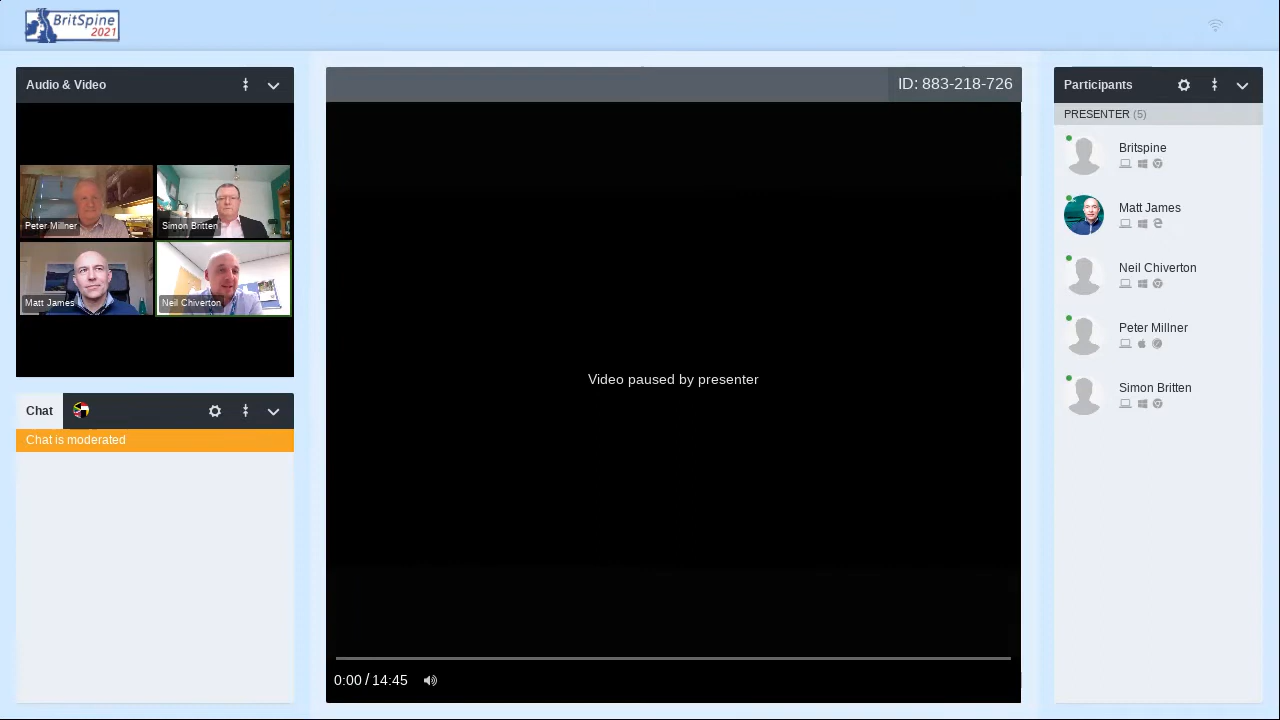 BritSpine
2021
Audio & Video
Peter Millner
Simon Britten
Matt James
Neil Chiverton
Chat
Chat is moderated
ID: 883-218-726
Video paused by presenter
0:00 / 14:45
Participants
PRESENTER (5)
Britspine
Matt James
Neil Chiverton
Peter Millner
Simon Britten